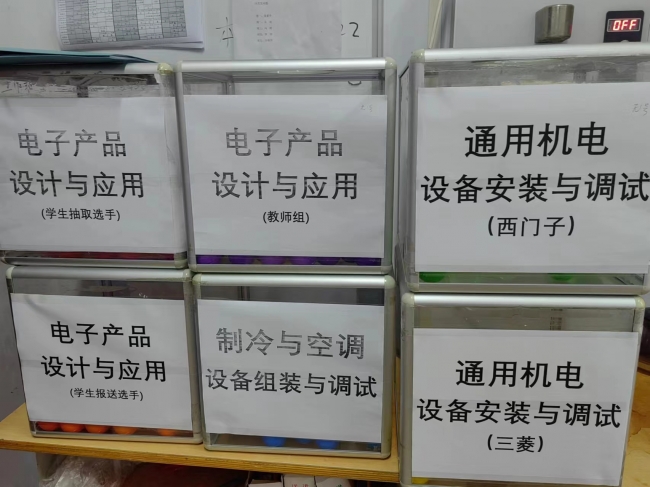 22
OFF
电子产品
设计与应用
(学生抽取选手)
电子产品
设计与应用
(教师组)
通用机电
设备安装与调试
(西门子)
电子产品
设计与应用
(学生报送选手)
制冷与空调
设备组装与调试
通用机电
设备安装与调试
(三菱)